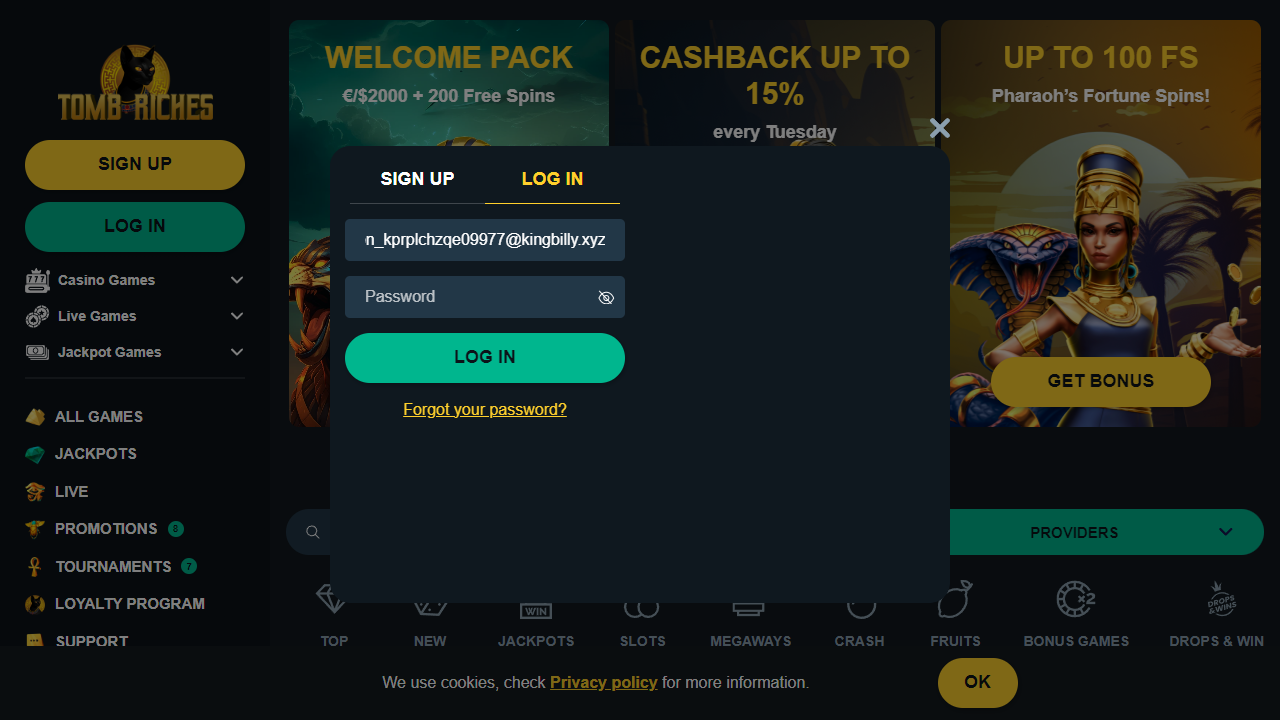 TOMB RICHES
SIGN UP
LOG IN
Casino Games
Live Games
Jackpot Games
ALL GAMES
JACKPOTS
LIVE
PROMOTIONS 8
TOURNAMENTS 7
LOYALTY PROGRAM
SUPPORT
WELCOME PACK
€/$2000 + 200 Free Spins
CASHBACK UP TO
15%
every Tuesday
UP TO 100 FS
Pharaoh's Fortune Spins!
GET BONUS
SIGN UP LOG IN
n_kprplchzqe09977@kingbilly.xyz
Password
LOG IN
Forgot your password?
PROVIDERS
WIN
x2
DROPS
&WINS
TOP NEW JACKPOTS SLOTS MEGAWAYS CRASH FRUITS BONUS GAMES DROPS & WIN
We use cookies, check Privacy policy for more information.
OK